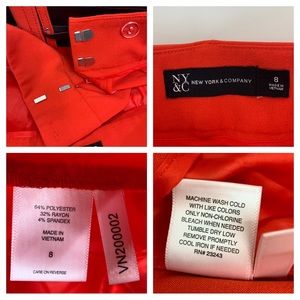 NY
&C
NEW YORK & COMPANY
8
MADE IN
VIETNAM
64% POLYESTER
32% RAYON
4% SPANDEX
MADE IN
VIETNAM
8
CARE ON REVERSE
VN200002
MACHINE WASH COLD
WITH LIKE COLORS
ONLY NON-CHLORINE
BLEACH WHEN NEEDED
TUMBLE DRY LOW
REMOVE PROMPTLY
COOL IRON IF NEEDED
RN# 23243